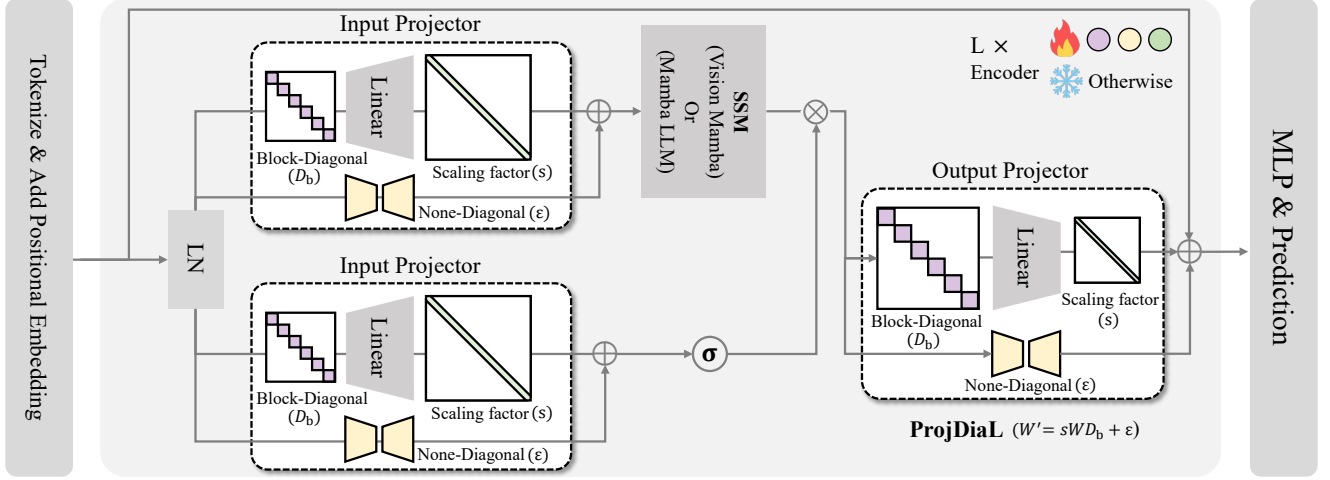 Tokenize & Add Positional Embedding
Input Projector
Linear
Block-Diagonal
(D_b)
Scaling factor (s)
None-Diagonal (ε)
LN
Input Projector
Linear
Block-Diagonal
(D_b)
Scaling factor (s)
None-Diagonal (ε)
SSM
(Vision Mamba)
Or
(Mamba LLM)
σ
L ×
Encoder
Otherwise
Output Projector
Linear
Block-Diagonal
(D_b)
Scaling factor
(s)
None-Diagonal (ε)
ProjDiaL (W′= sWD_b + ε)
MLP & Prediction